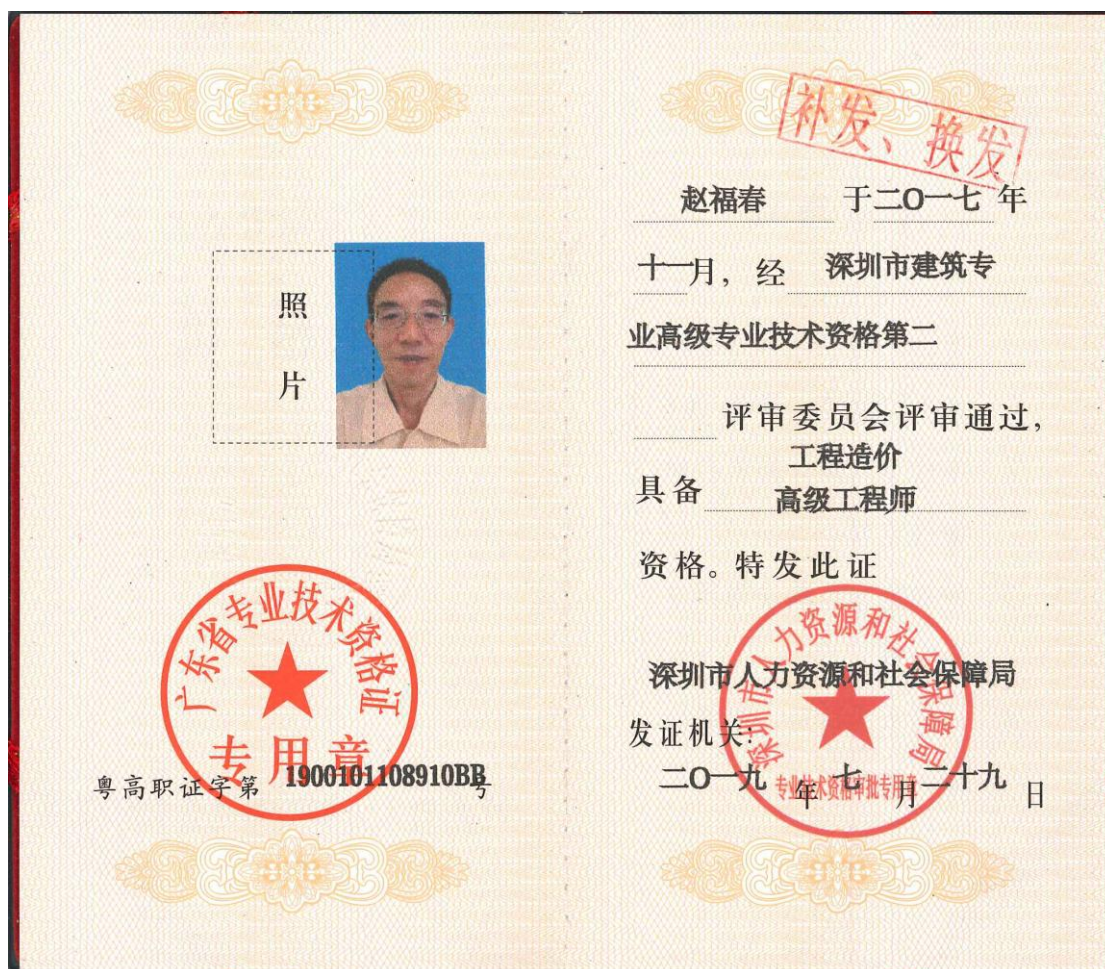 照
片
广东省专业技术资格证
专用章
粤高职证字第 1900101108910BB 号
补发、换发
赵福春 于二O一七 年
十一月，经 深圳市建筑专
业高级专业技术资格第二
评审委员会评审通过，
工程造价
具备 高级工程师
资格。特发此证
深圳市人力资源和社会保障局
深圳市人力资源和社会保障局
发证机关：
二O一九 年 七 月 二十九 日
专业技术资格审批专用章